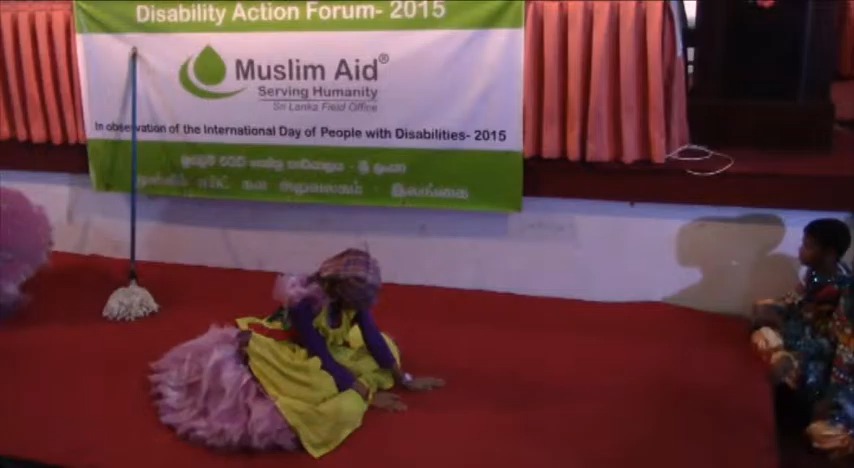 Disability Action Forum- 2015
Muslim Aid®
Serving Humanity
Sri Lanka Field Office
In observation of the International Day of People with Disabilities- 2015
இலங்கை